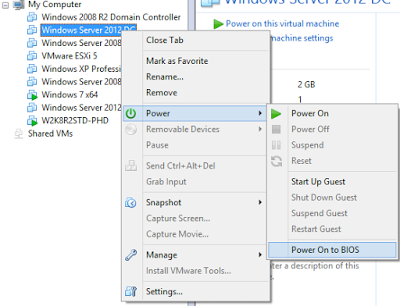 My Computer
Windows 2008 R2 Domain Controller
Windows Server 2012 DC
Windows Server 2008
VMware ESXi 5
Windows XP Profession
Windows 7 x64
Windows Server 2012
W2K8R2STD-PHD
Shared VMs
Windows Server 2012 DC
Power on this virtual machine
machine settings
2 GB
1
Close Tab
Mark as Favorite
Rename...
Remove
Power
Removable Devices
Pause
Send Ctrl+Alt+Del
Grab Input
Snapshot
Capture Screen...
Capture Movie...
Manage
Install VMware Tools...
Settings...
Power On
Power Off
Suspend
Reset
Start Up Guest
Shut Down Guest
Suspend Guest
Restart Guest
Power On to BIOS
er a description of this